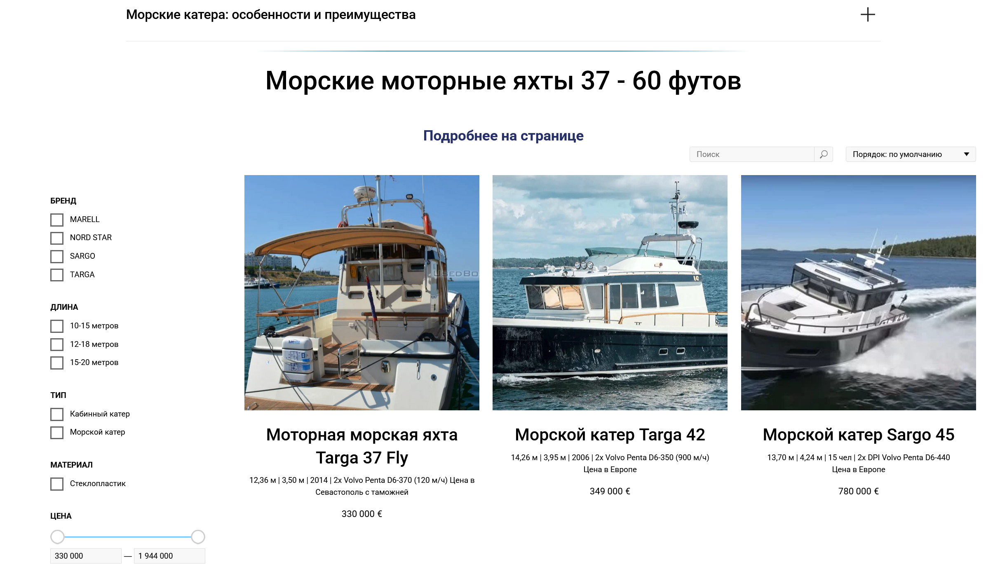 Морские катера: особенности и преимущества
Морские моторные яхты 37 - 60 футов
Подробнее на странице
Поиск
Порядок: по умолчанию
БРЕНД
MARELL
NORD STAR
SARGO
TARGA
ДЛИНА
10-15 метров
12-18 метров
15-20 метров
ТИП
Кабинный катер
Морской катер
МАТЕРИАЛ
Стеклопластик
ЦЕНА
330 000 — 1 944 000
USEDBO
Моторная морская яхта
Targa 37 Fly
12,36 м | 3,50 м | 2014 | 2x Volvo Penta D6-370 (120 м/ч) Цена в
Севастополь с таможней
330 000 €
42
Морской катер Targa 42
14,26 м | 3,95 м | 2006 | 2x Volvo Penta D6-350 (900 м/ч)
Цена в Европе
349 000 €
Морской катер Sargo 45
13,70 м | 4,24 м | 15 чел | 2x DPI Volvo Penta D6-440
Цена в Европе
780 000 €